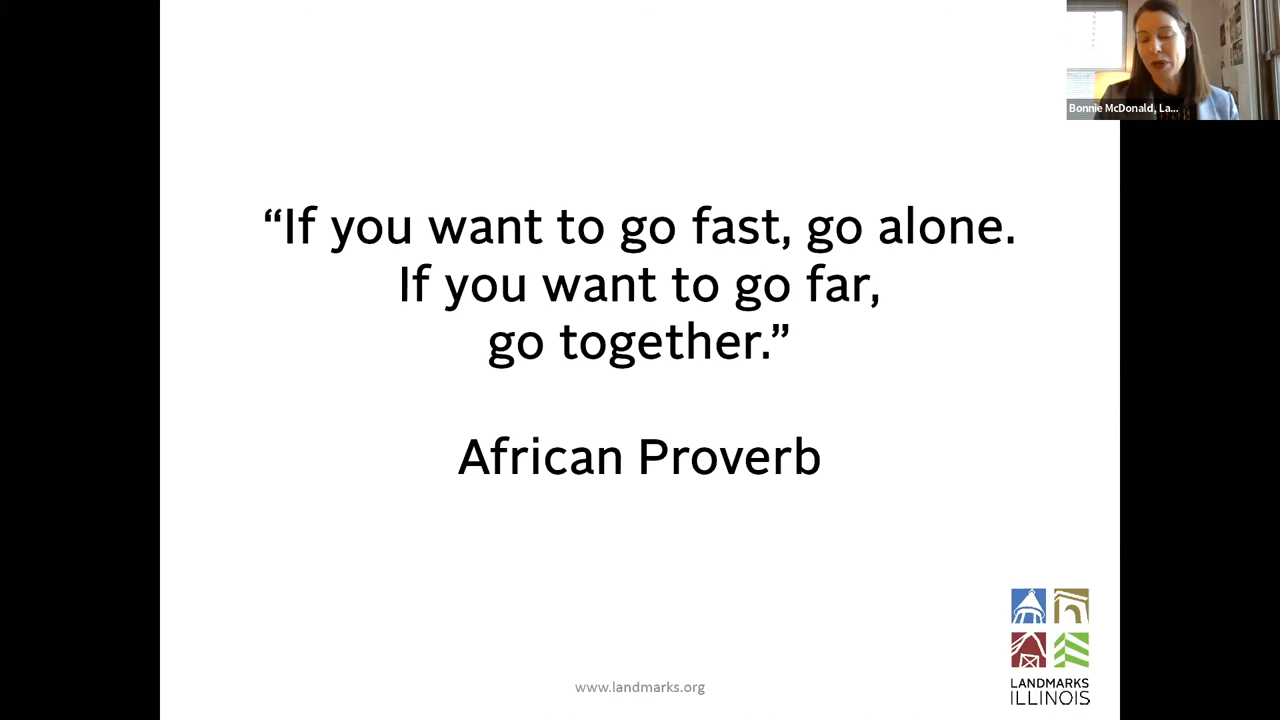 Bonnie McDonald, La...
“If you want to go fast, go alone.
If you want to go far,
go together.”
African Proverb
LANDMARKS
ILLINOIS
www.landmarks.org